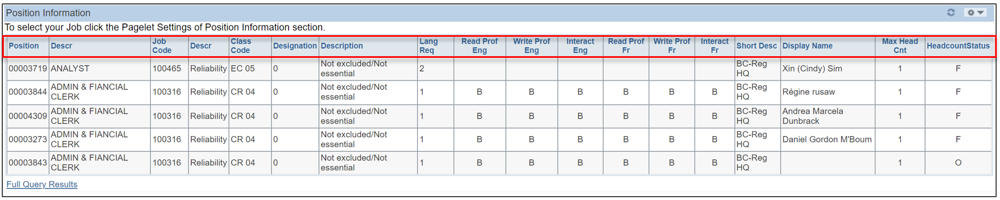 Position Information
To select your Job click the Pagelet Settings of Position Information section.
Position Descr Job Code Descr Class Code Designation Description Lang Req Read Prof Eng Write Prof Eng Interact Eng Read Prof Fr Write Prof Fr Interact Fr Short Desc Display Name Max Head Cnt HeadcountStatus
00003719 ANALYST 100465 Reliability EC 05 0 Not excluded/Not essential 2 BC-Reg HQ Xin (Cindy) Sim 1 F
00003844 ADMIN & FIANCIAL CLERK 100316 Reliability CR 04 0 Not excluded/Not essential 1 B B B B B B BC-Reg HQ Régine rusaw 1 F
00004309 ADMIN & FIANCIAL CLERK 100316 Reliability CR 04 0 Not excluded/Not essential 1 B B B B B B BC-Reg HQ Andrea Marcela Dunbrack 1 F
00003273 ADMIN & FIANCIAL CLERK 100316 Reliability CR 04 0 Not excluded/Not essential 1 B B B B B B BC-Reg HQ Daniel Gordon M'Boum 1 F
00003843 ADMIN & FIANCIAL CLERK 100316 Reliability CR 04 0 Not excluded/Not essential 1 B B B B B B BC-Reg HQ 1 O
Full Query Results